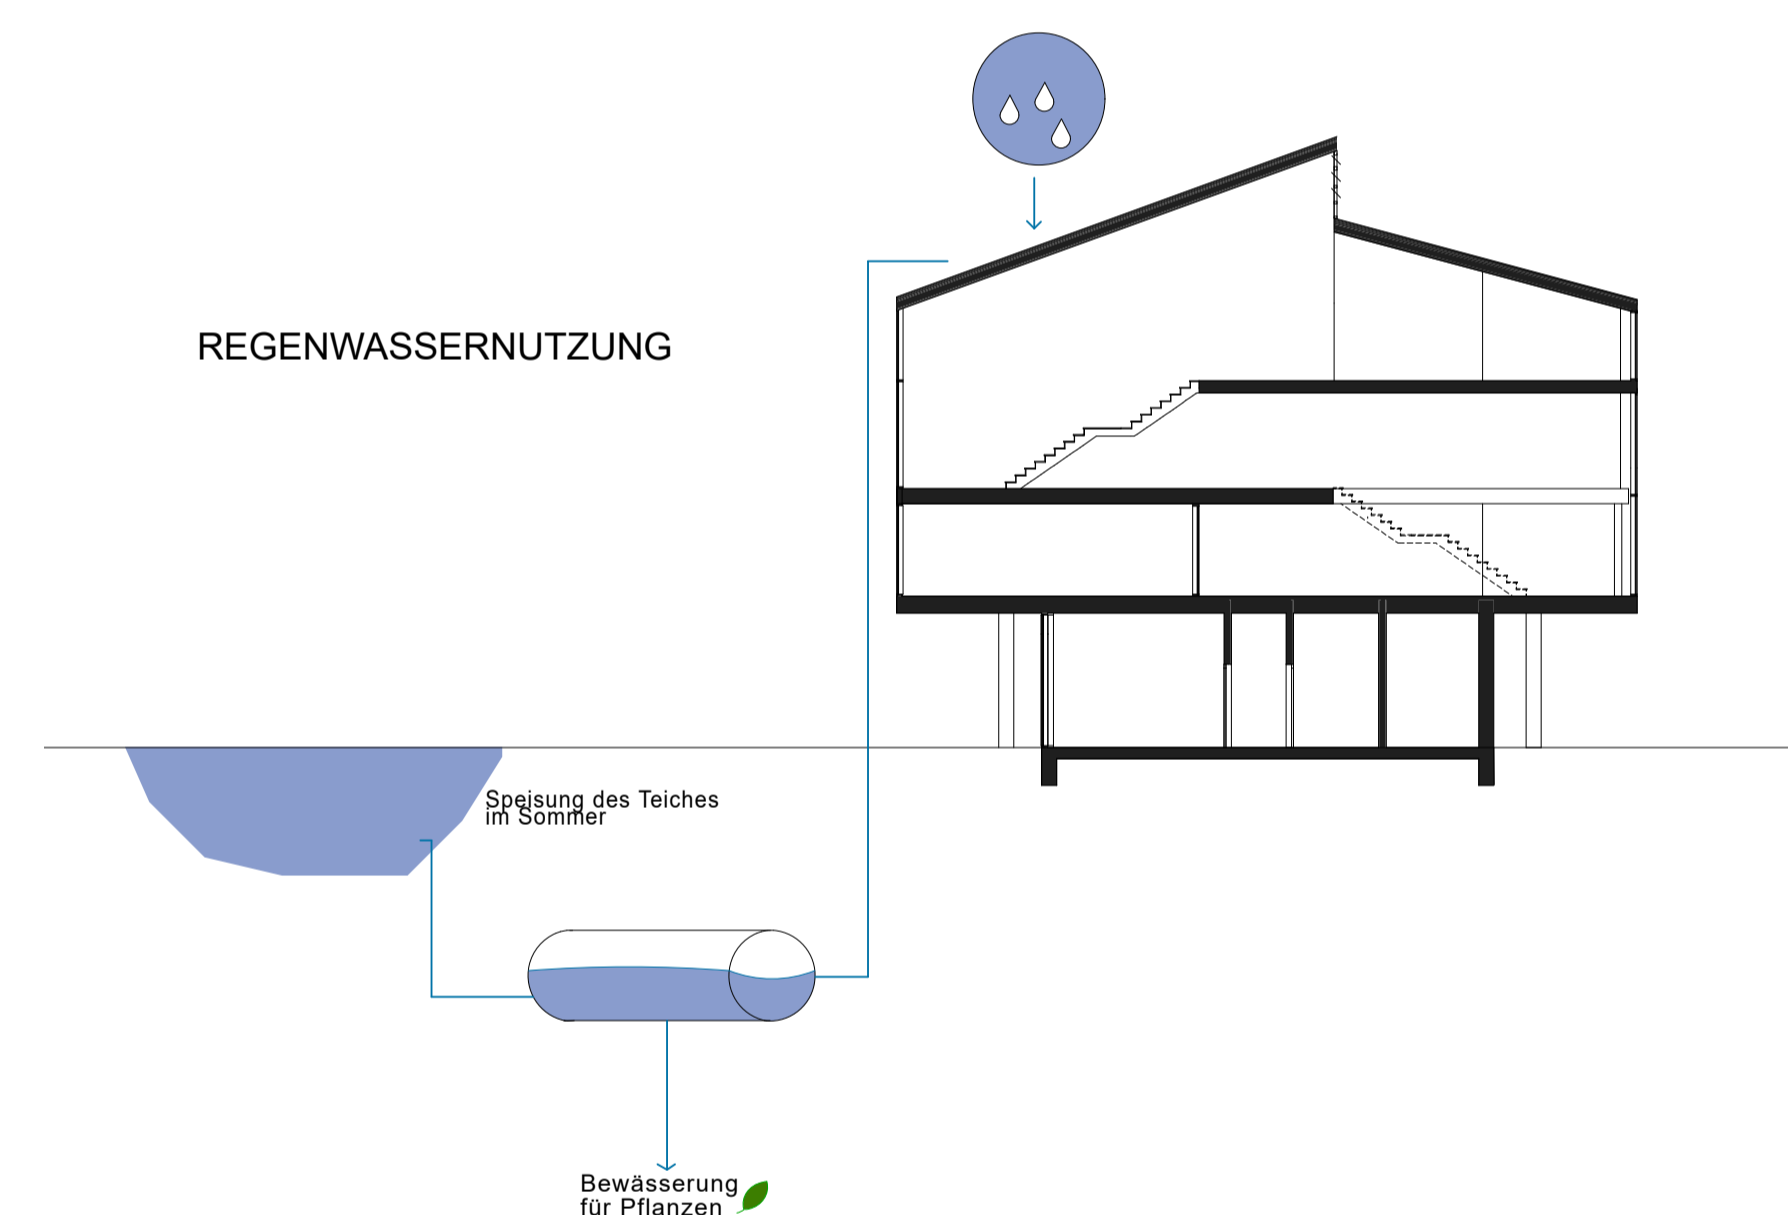 REGENWASSERNUTZUNG
Speisung des Teiches
im Sommer
Bewässerung
für Pflanzen